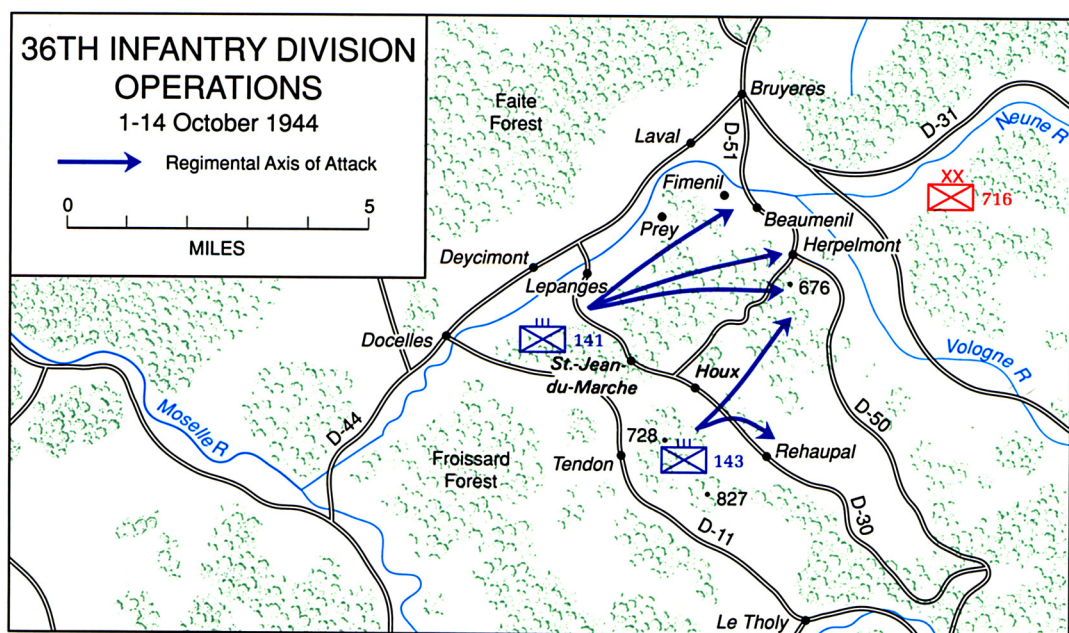 36TH INFANTRY DIVISION
OPERATIONS
1-14 October 1944
Regimental Axis of Attack
0 5
MILES
Faite
Forest
Bruyeres
Laval
D-51
D-31
Neune R
XX
716
Fimenil
Prey
Beaumenil
Herpelmont
Deycimont
Lepanges
676
141
Docelles
St.-Jean-
du-Marche
Houx
Vologne R
Moselle R
D-44
D-50
728
143
Froissard
Forest
Tendon
Rehaupal
827
D-11
D-30
Le Tholy